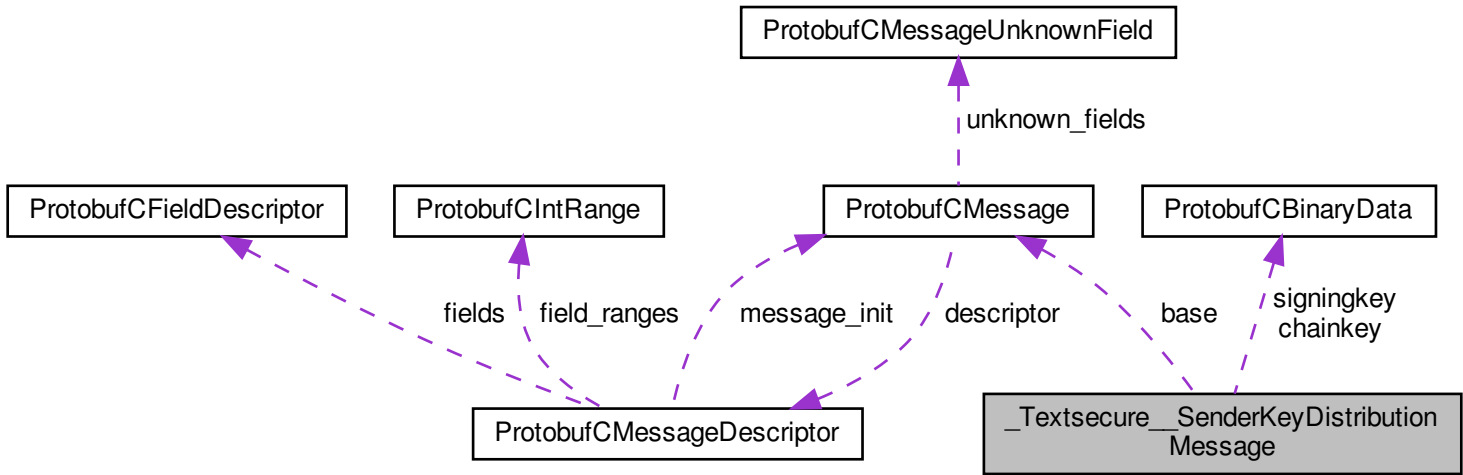 ProtobufCMessageUnknownField
unknown_fields
ProtobufCFieldDescriptor
ProtobufCIntRange
ProtobufCMessage
ProtobufCBinaryData
fields
field_ranges
message_init
descriptor
base
signingkey
chainkey
ProtobufCMessageDescriptor
_Textsecure__SenderKeyDistribution
Message